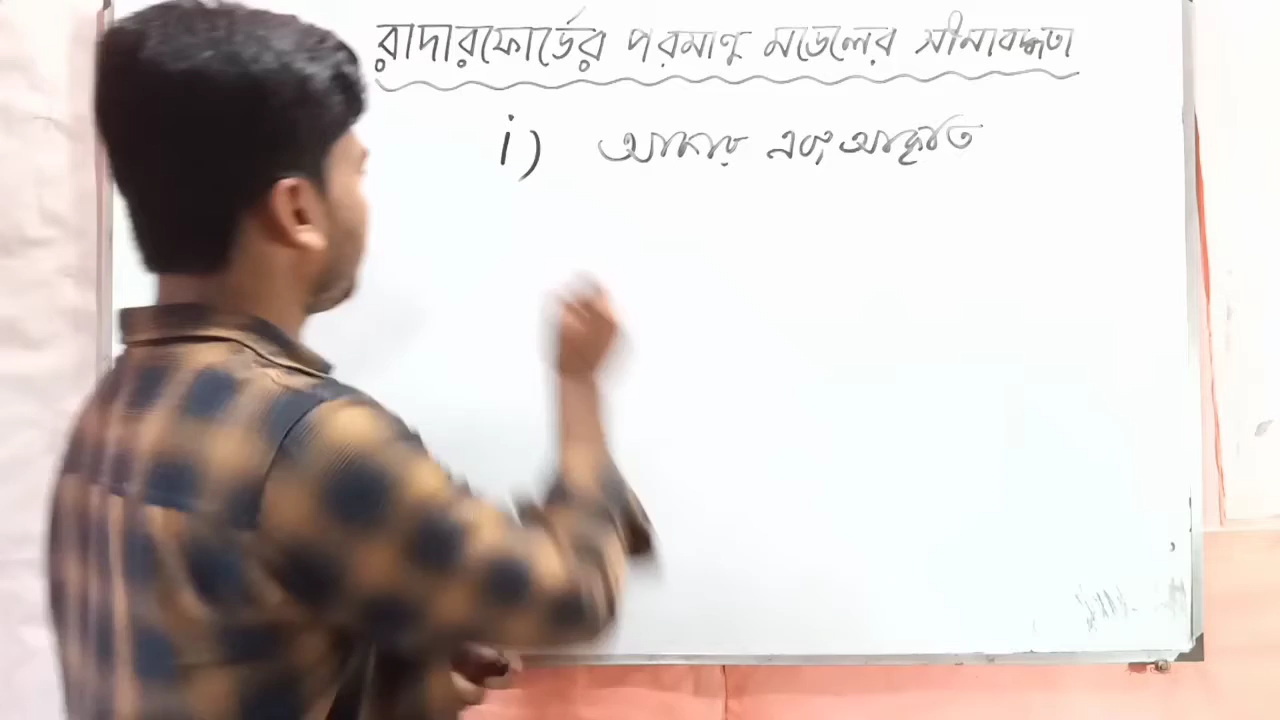 রাদারফোর্ডের পরমাণু মডেলের সীমাবদ্ধতা
i) আকার এবং আকৃতি